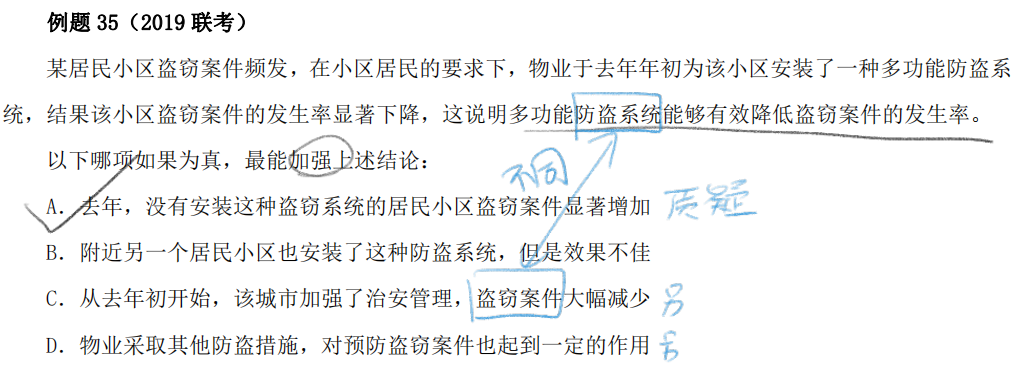 例题 35（2019 联考）
某居民小区盗窃案件频发，在小区居民的要求下，物业于去年年初为该小区安装了一种多功能防盗系
统，结果该小区盗窃案件的发生率显著下降，这说明多功能防盗系统能够有效降低盗窃案件的发生率。
以下哪项如果为真，最能加强上述结论：
不同
A．去年，没有安装这种盗窃系统的居民小区盗窃案件显著增加 质疑
B．附近另一个居民小区也安装了这种防盗系统，但是效果不佳
C．从去年初开始，该城市加强了治安管理，盗窃案件大幅减少 另
D．物业采取其他防盗措施，对预防盗窃案件也起到一定的作用 另